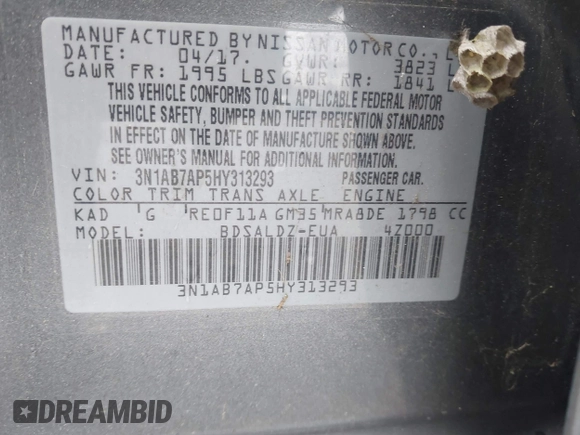 MANUFACTURED BY NISSAN MOTOR CO., L
DATE: 04/17. GVWR: 3823 L
GAWR FR: 1995 LBS GAWR RR: 1841 L
THIS VEHICLE CONFORMS TO ALL APPLICABLE FEDERAL MOTOR
VEHICLE SAFETY, BUMPER AND THEFT PREVENTION STANDARDS
IN EFFECT ON THE DATE OF MANUFACTURE SHOWN ABOVE.
SEE OWNER'S MANUAL FOR ADDITIONAL INFORMATION.
VIN: 3N1AB7AP5HY313293 PASSENGER CAR.
COLOR TRIM TRANS AXLE ENGINE
KAD G RE0F11A GM35 MRA8DE 1798 CC
MODEL: BDSALDZ-EUA 4Z000
3N1AB7AP5HY313293
DREAMBID